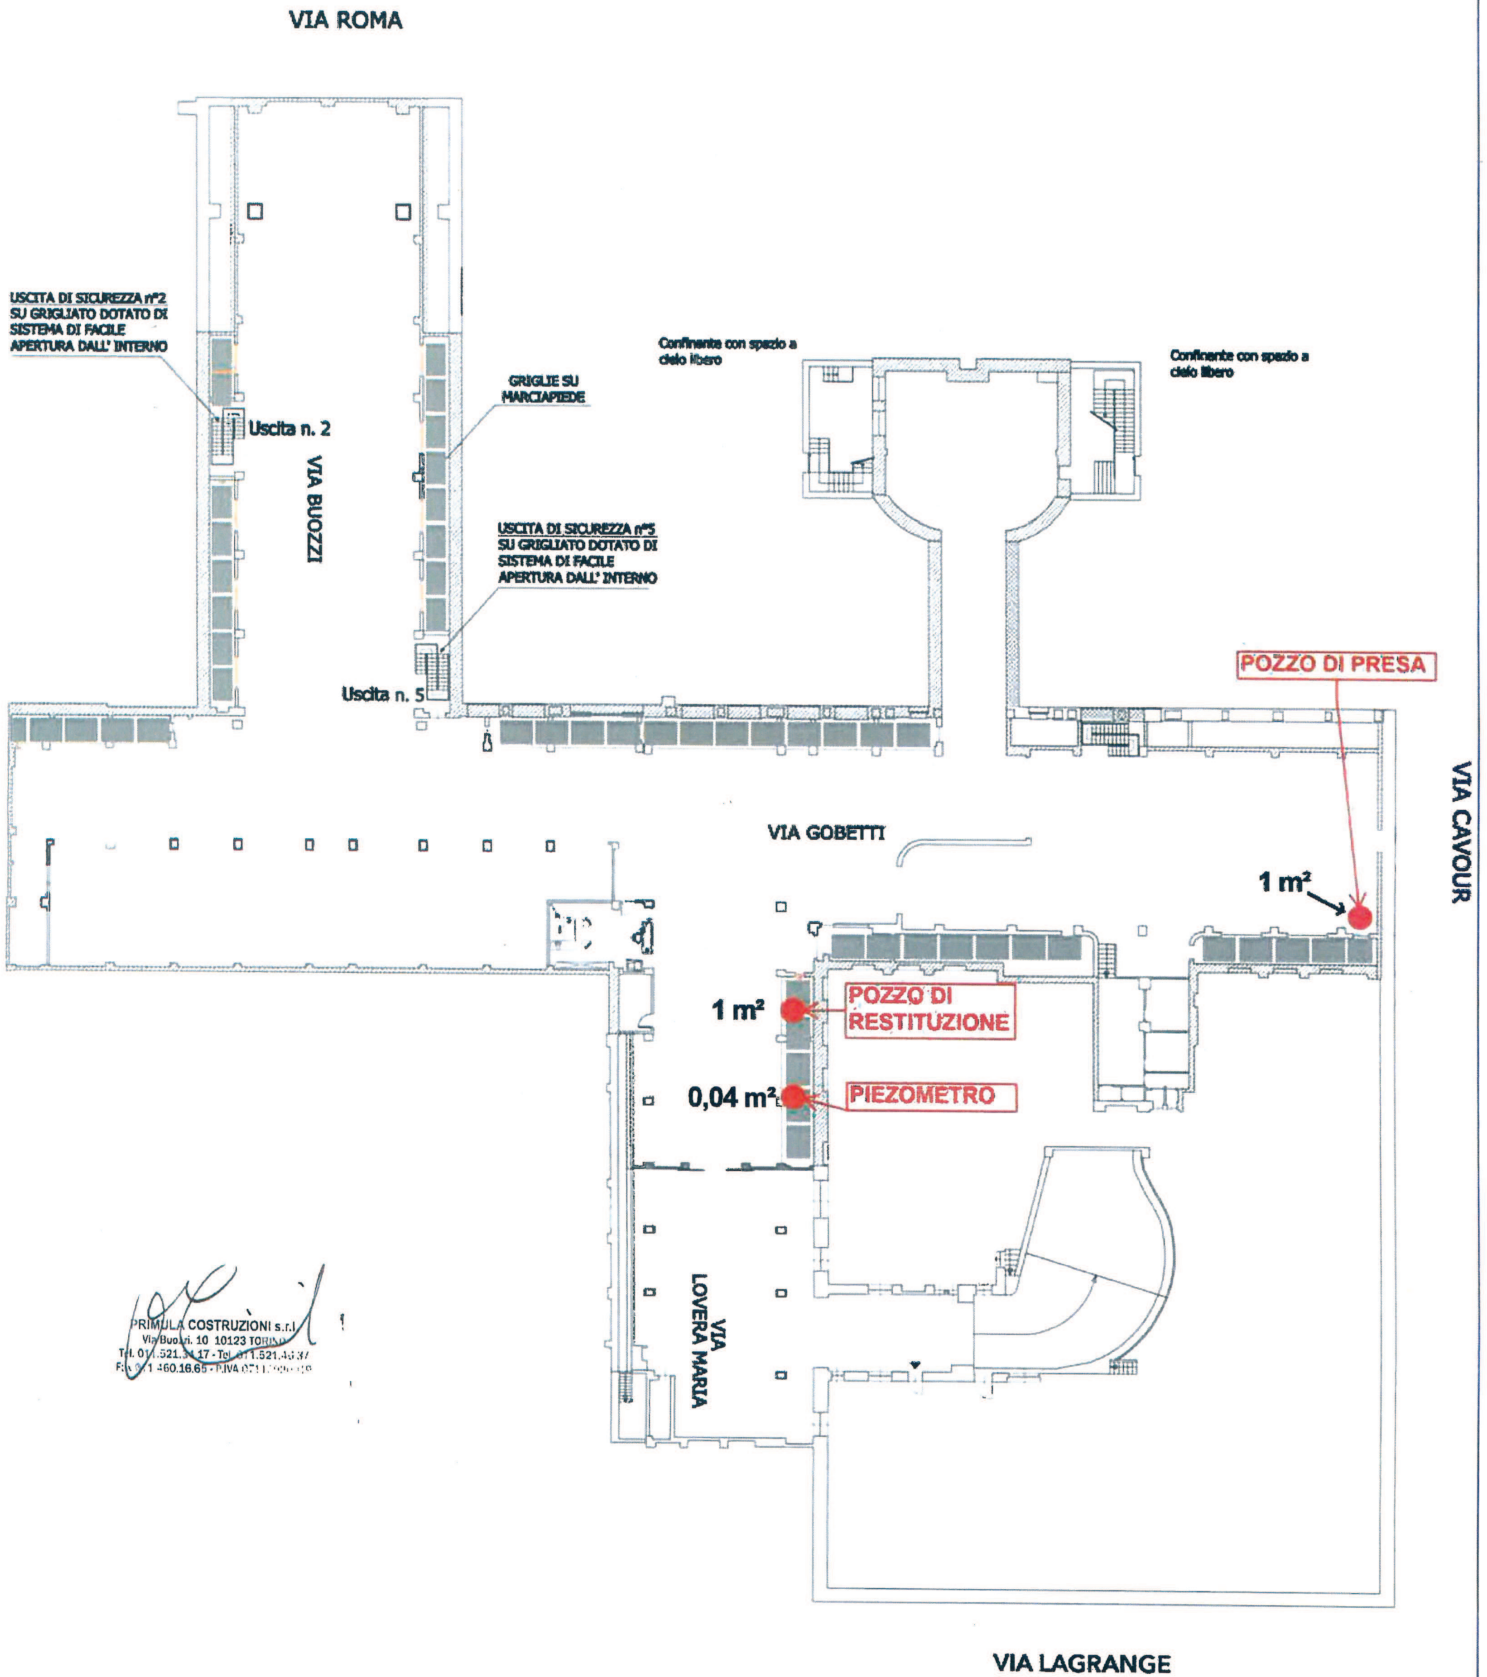 VIA ROMA
USCITA DI SICUREZZA n°2
SU GRIGLIATO DOTATO DI
SISTEMA DI FACILE
APERTURA DALL' INTERNO
Uscita n. 2
VIA BUOZZI
GRIGLIE SU
MARCIAPIEDE
Confinante con spazio a
cielo libero
Confinante con spazio a
cielo libero
USCITA DI SICUREZZA n°5
SU GRIGLIATO DOTATO DI
SISTEMA DI FACILE
APERTURA DALL' INTERNO
Uscita n. 5
POZZO DI PRESA
VIA CAVOUR
VIA GOBETTI
1 m²
1 m²
POZZO DI
RESTITUZIONE
0,04 m²
PIEZOMETRO
VIA
LOVERA MARIA
PRIMULA COSTRUZIONI s.r.l.
10 10123 TORINO
VIA LAGRANGE